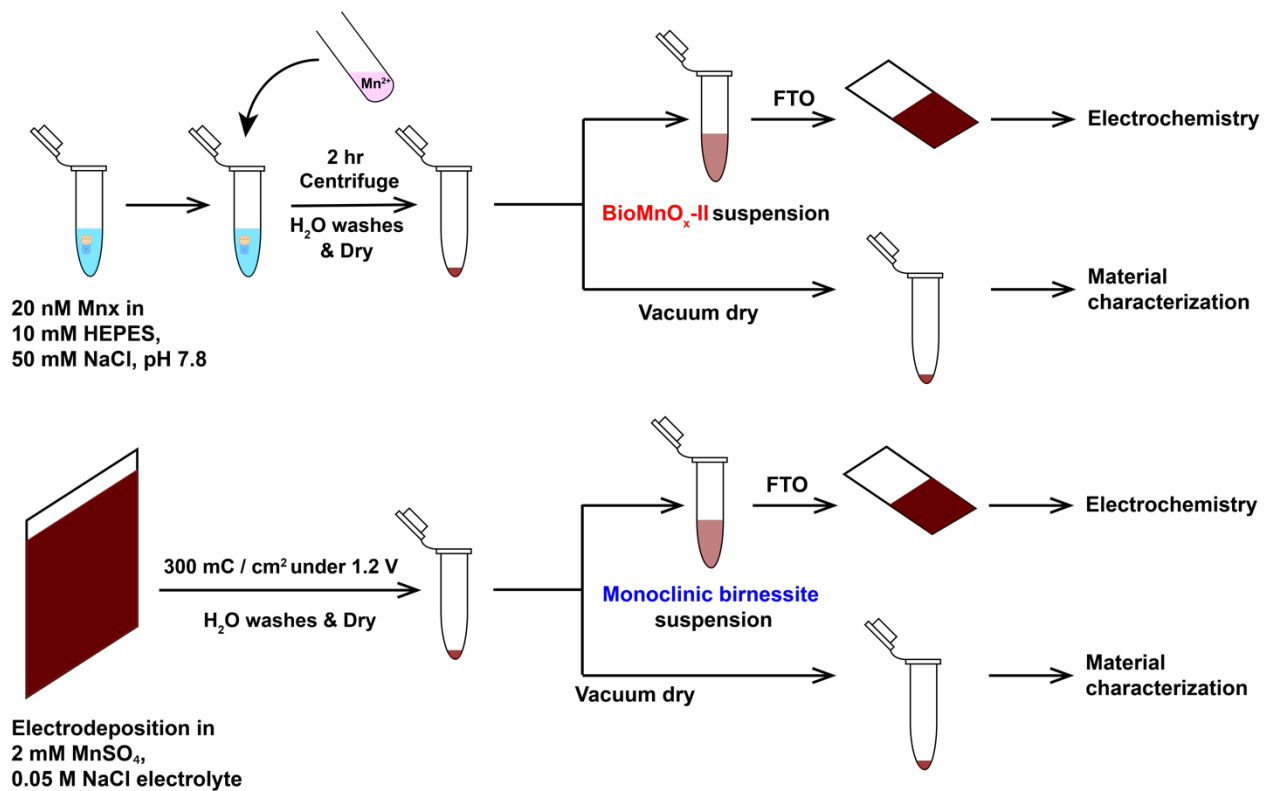 Mn²⁺
2 hr
Centrifuge
H₂O washes
& Dry
20 nM Mnx in
10 mM HEPES,
50 mM NaCl, pH 7.8
FTO
Electrochemistry
BioMnOₓ-II suspension
Vacuum dry
Material
characterization
300 mC / cm² under 1.2 V
H₂O washes & Dry
Electrodeposition in
2 mM MnSO₄,
0.05 M NaCl electrolyte
FTO
Electrochemistry
Monoclinic birnessite
suspension
Vacuum dry
Material
characterization